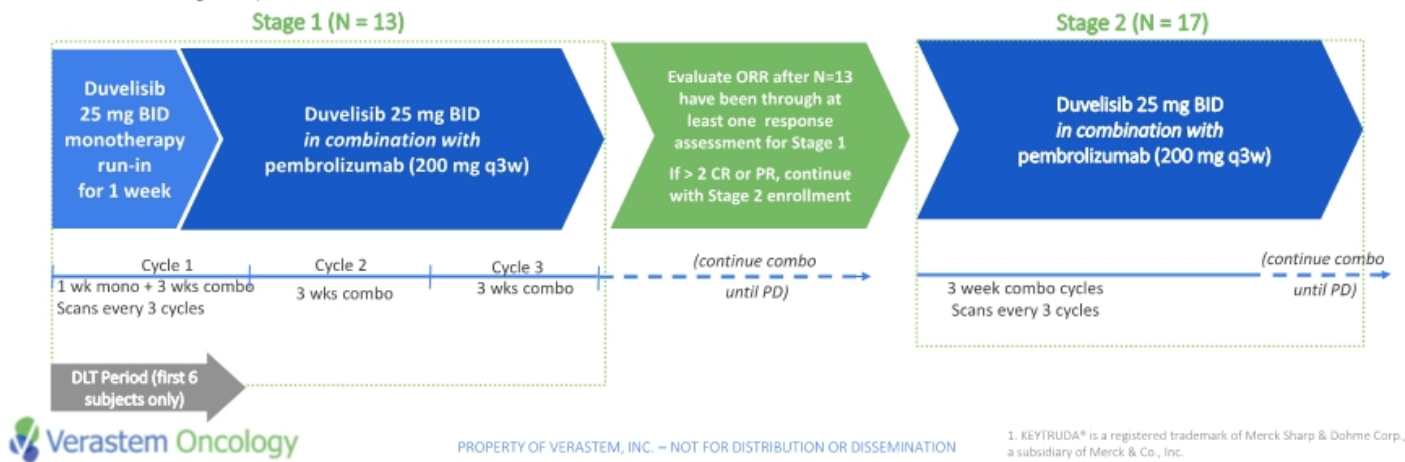 Stage 1 (N = 13)
Stage 2 (N = 17)
Duvelisib
25 mg BID
monotherapy
run-in
for 1 week
Duvelisib 25 mg BID
in combination with
pembrolizumab (200 mg q3w)
Evaluate ORR after N=13
have been through at
least one response
assessment for Stage 1
If > 2 CR or PR, continue
with Stage 2 enrollment
Duvelisib 25 mg BID
in combination with
pembrolizumab (200 mg q3w)
Cycle 1
1 wk mono + 3 wks combo
Scans every 3 cycles
Cycle 2
3 wks combo
Cycle 3
3 wks combo
(continue combo
until PD)
3 week combo cycles
Scans every 3 cycles
(continue combo
until PD)
DLT Period (first 6
subjects only)
Verastem Oncology
PROPERTY OF VERASTEM, INC. – NOT FOR DISTRIBUTION OR DISSEMINATION
1. KEYTRUDA® is a registered trademark of Merck Sharp & Dohme Corp.,
a subsidiary of Merck & Co., Inc.